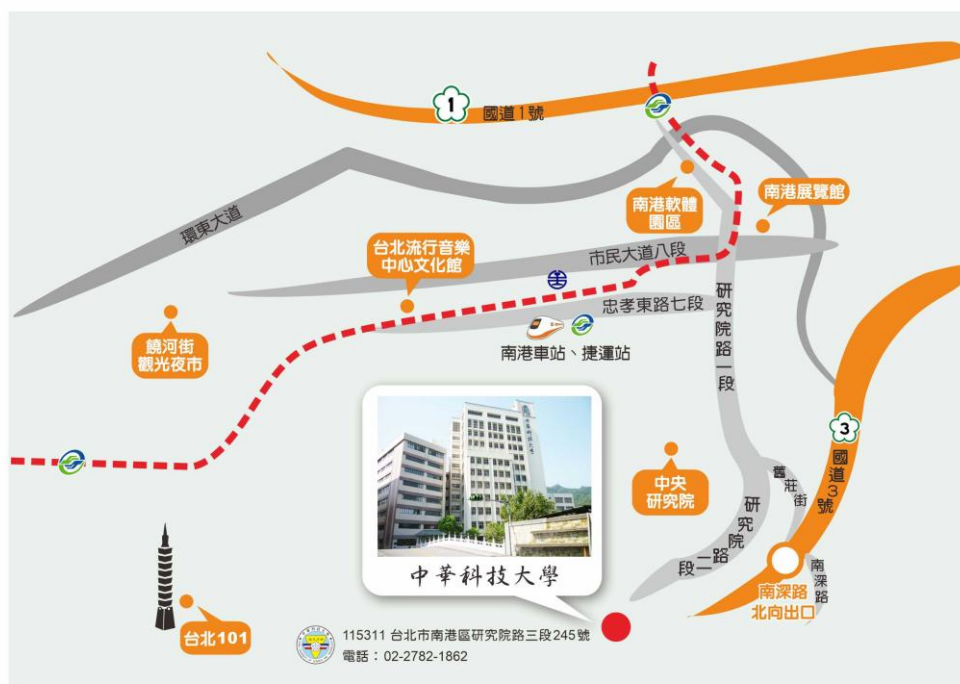 1
國道1號
南港軟體
園區
南港展覽館
環東大道
台北流行音樂
中心文化館
市民大道八段
忠孝東路七段
饒河街
觀光夜市
南港車站、捷運站
研究院路一段
3
國道3號
中央
研究院
舊莊街
研究院路二段
南深路
南深路
北向出口
中華科技大學
台北101
115311 台北市南港區研究院路三段245號
電話：02-2782-1862